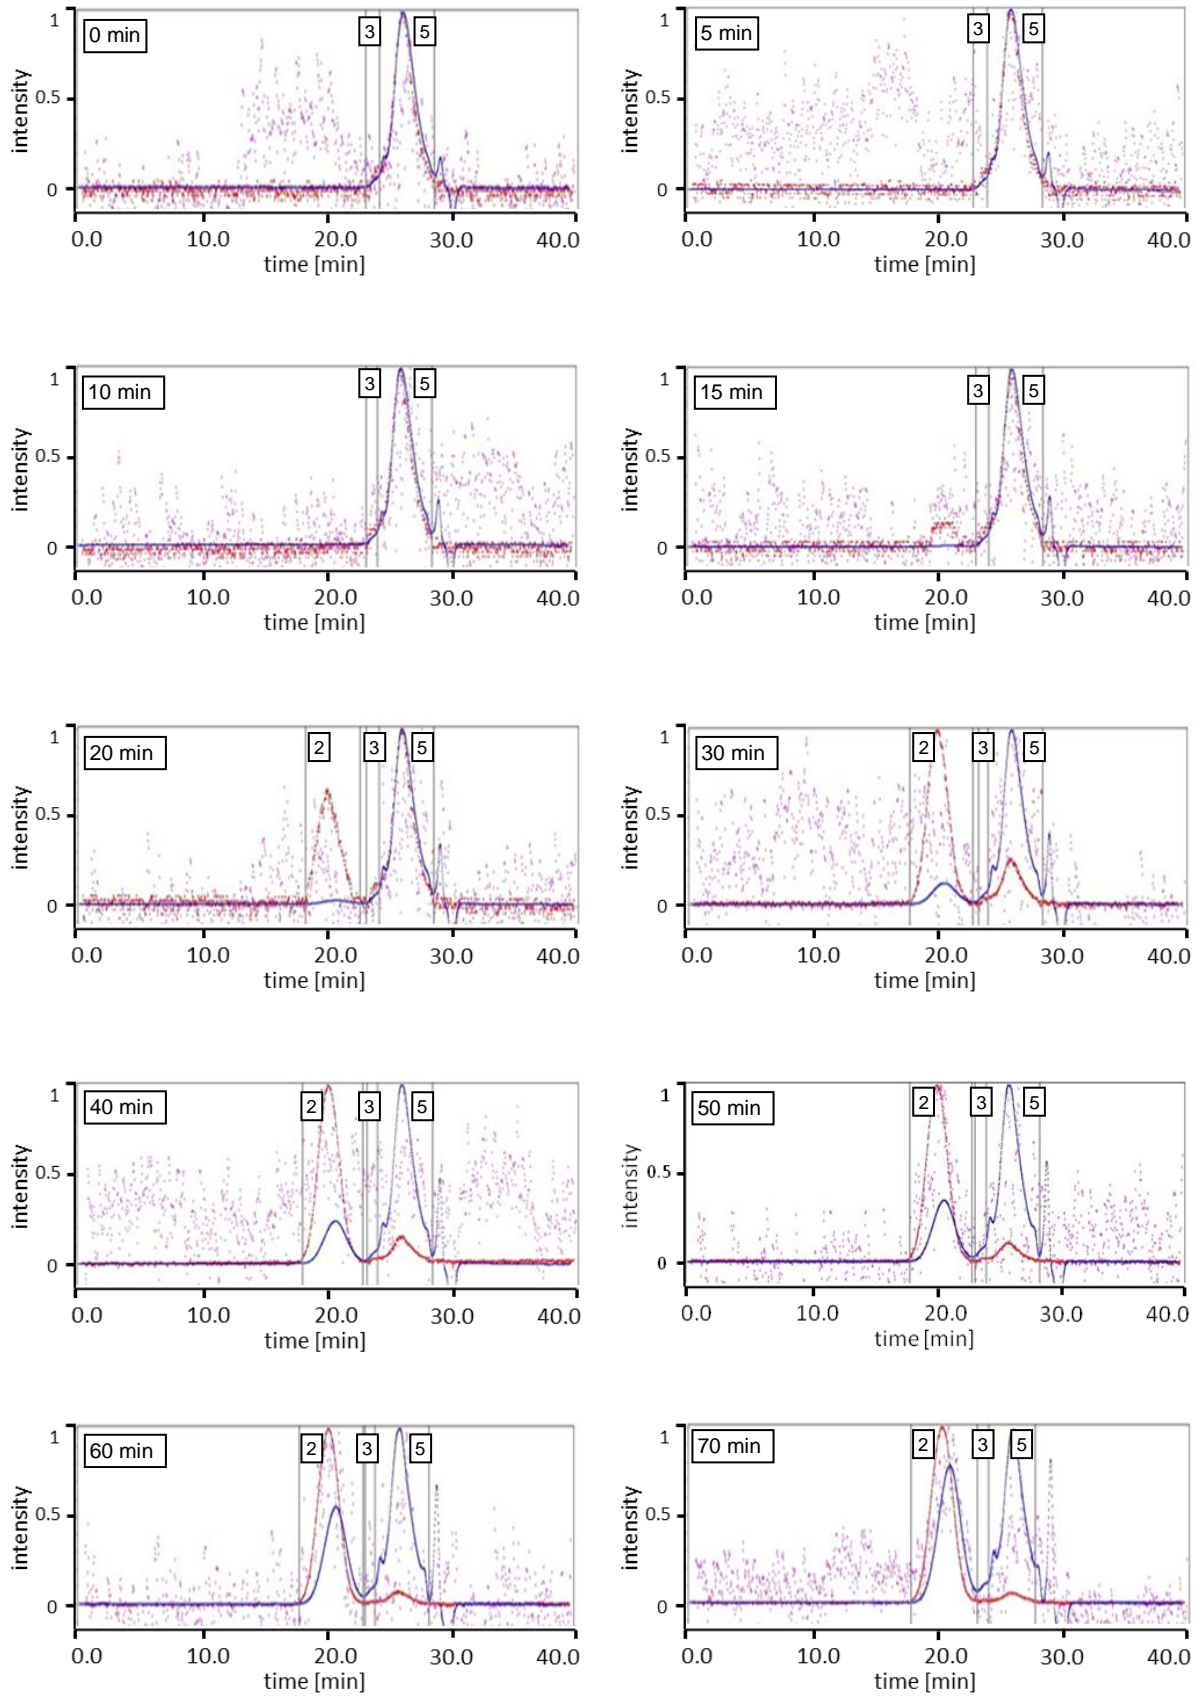 1 0 min 3 5
0.5
0
intensity
0.0 10.0 20.0 30.0 40.0
time [min]
1 5 min 3 5
0.5
0
intensity
0.0 10.0 20.0 30.0 40.0
time [min]
1 10 min 3 5
0.5
0
intensity
0.0 10.0 20.0 30.0 40.0
time [min]
1 15 min 3 5
0.5
0
intensity
0.0 10.0 20.0 30.0 40.0
time [min]
1 20 min 2 3 5
0.5
0
intensity
0.0 10.0 20.0 30.0 40.0
time [min]
1 30 min 2 3 5
0.5
0
intensity
0.0 10.0 20.0 30.0 40.0
time [min]
1 40 min 2 3 5
0.5
0
intensity
0.0 10.0 20.0 30.0 40.0
time [min]
1 50 min 2 3 5
0.5
0
intensity
0.0 10.0 20.0 30.0 40.0
time [min]
1 60 min 2 3 5
0.5
0
intensity
0.0 10.0 20.0 30.0 40.0
time [min]
1 70 min 2 3 5
0.5
0
intensity
0.0 10.0 20.0 30.0 40.0
time [min]